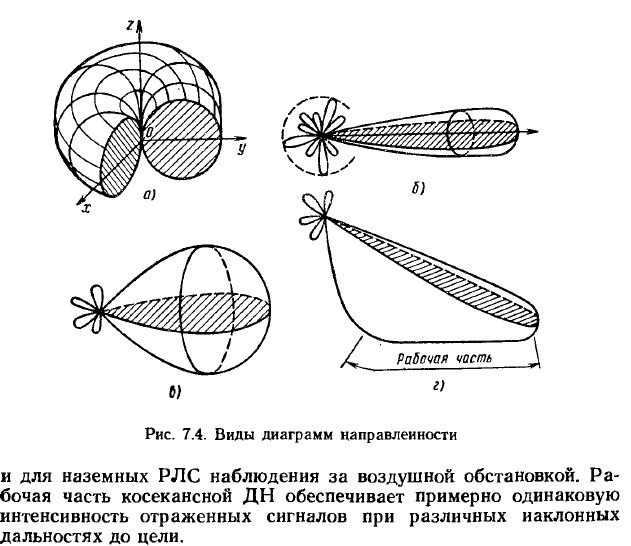 z
0
y
x
а)
б)
в)
Рабочая часть
г)
Рис. 7.4. Виды диаграмм направленности
и для наземных РЛС наблюдения за воздушной обстановкой. Ра-
бочая часть косекансной ДН обеспечивает примерно одинаковую
интенсивность отраженных сигналов при различных наклонных
дальностях до цели.